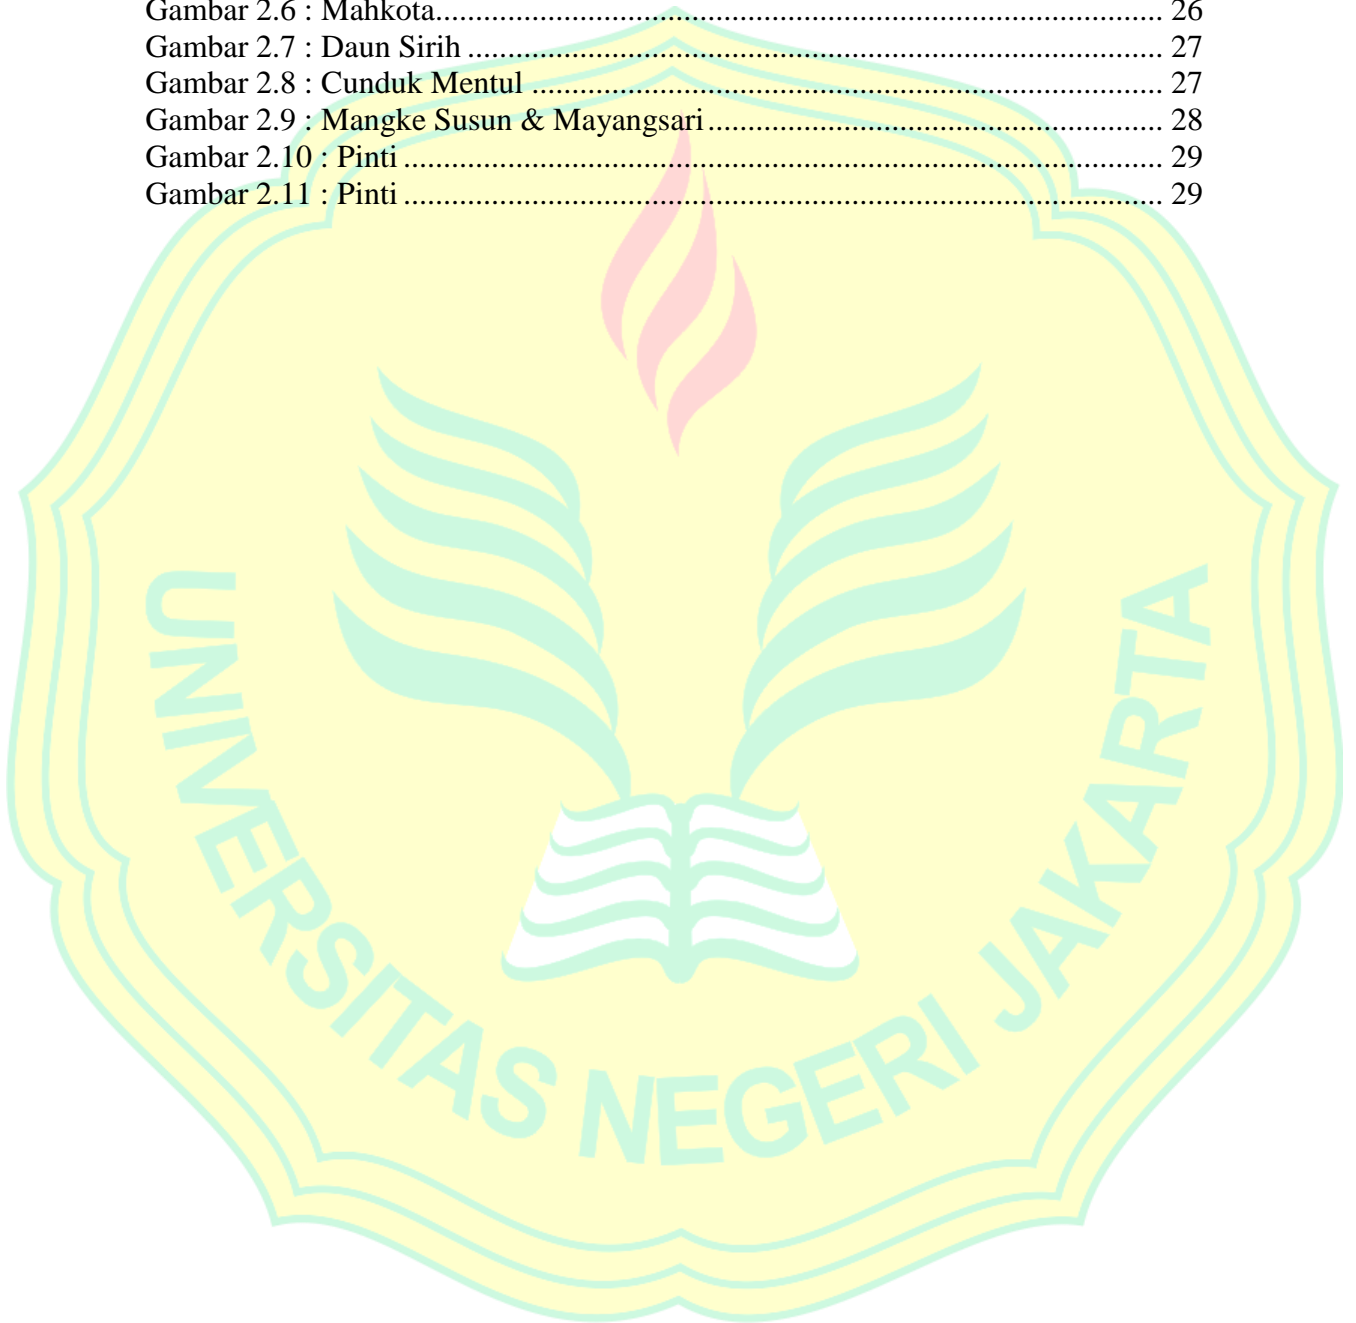 Gambar 2.6 : Mahkota.................................................................................... 26
Gambar 2.7 : Daun Sirih ................................................................................ 27
Gambar 2.8 : Cunduk Mentul ........................................................................ 27
Gambar 2.9 : Mangke Susun & Mayangsari .................................................... 28
Gambar 2.10 : Pinti ....................................................................................... 29
Gambar 2.11 : Pinti ....................................................................................... 29
UNIVERSITAS NEGERI JAKARTA